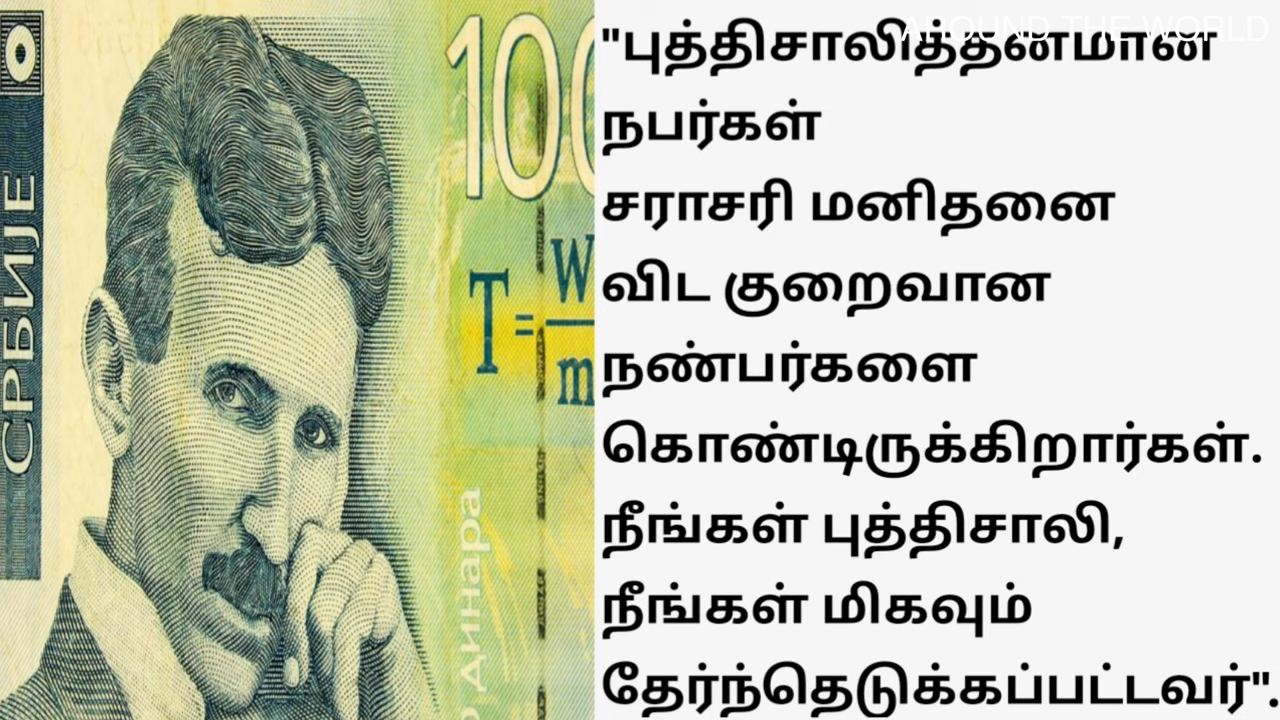 СРБИЈЕ
100
T=
W
m
динара
AROUND THE WORLD
"புத்திசாலித்தனமான
நபர்கள்
சராசரி மனிதனை
விட குறைவான
நண்பர்களை
கொண்டிருக்கிறார்கள்.
நீங்கள் புத்திசாலி,
நீங்கள் மிகவும்
தேர்ந்தெடுக்கப்பட்டவர்".